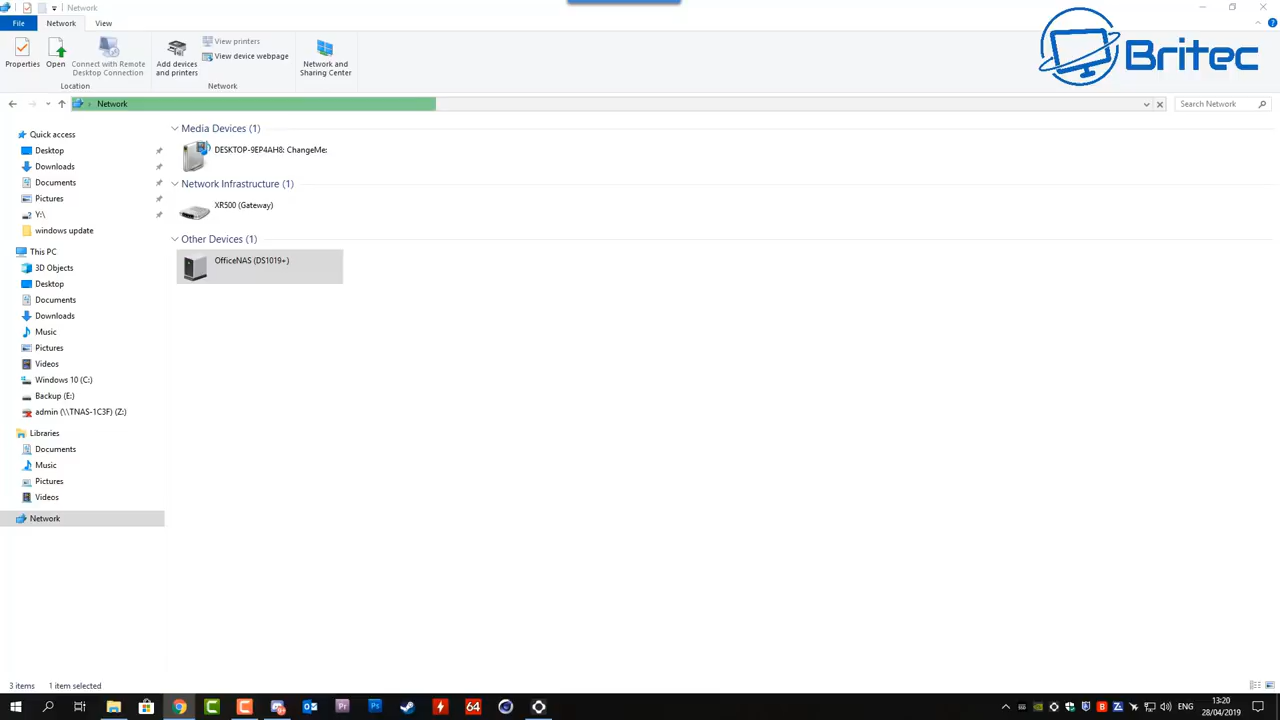 Network
File
Network
View
Properties
Open
Connect with Remote
Desktop Connection
Add devices
and printers
View printers
View device webpage
Network and
Sharing Center
Location
Network
Britec
Network
Search Network
Quick access
Desktop
Downloads
Documents
Pictures
Y:\
windows update
This PC
3D Objects
Desktop
Documents
Downloads
Music
Pictures
Videos
Windows 10 (C:)
Backup (E:)
admin (\\TNAS-1C3F) (Z:)
Libraries
Documents
Music
Pictures
Videos
Network
Media Devices (1)
DESKTOP-9EP4AH8: ChangeMe:
Network Infrastructure (1)
XR500 (Gateway)
Other Devices (1)
OfficeNAS (DS1019+)
3 items
1 item selected
Pr
Ps
64
ENG
13:20
28/04/2019